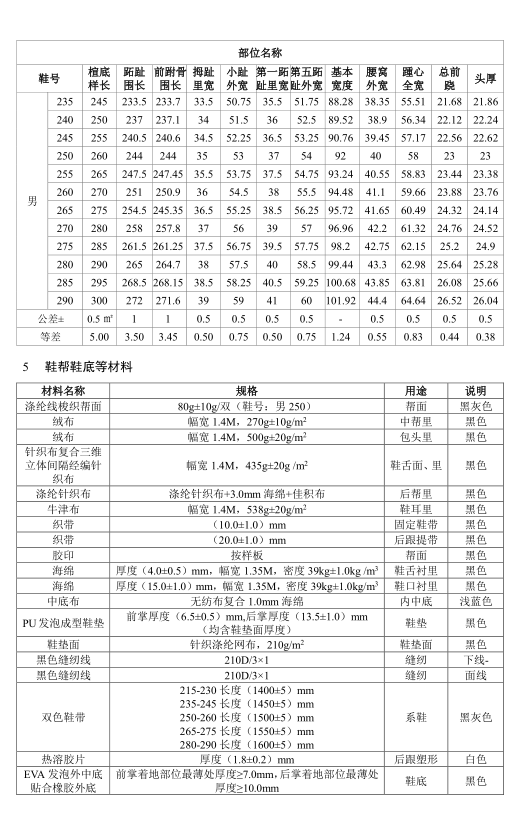 部位名称
鞋号 楦底样长 跖趾围长 前跗骨围长 拇趾里宽 小趾外宽 第一跖趾里宽 第五跖趾外宽 基本宽度 腰窝外宽 踵心全宽 总前跷 头厚
男
235 245 233.5 233.7 33.5 50.75 35.5 51.75 88.28 38.35 55.51 21.68 21.86
240 250 237 237.1 34 51.5 36 52.5 89.52 38.9 56.34 22.12 22.24
245 255 240.5 240.6 34.5 52.25 36.5 53.25 90.76 39.45 57.17 22.56 22.62
250 260 244 244 35 53 37 54 92 40 58 23 23
255 265 247.5 247.45 35.5 53.75 37.5 54.75 93.24 40.55 58.83 23.44 23.38
260 270 251 250.9 36 54.5 38 55.5 94.48 41.1 59.66 23.88 23.76
265 275 254.5 245.35 36.5 55.25 38.5 56.25 95.72 41.65 60.49 24.32 24.14
270 280 258 257.8 37 56 39 57 96.96 42.2 61.32 24.76 24.52
275 285 261.5 261.25 37.5 56.75 39.5 57.75 98.2 42.75 62.15 25.2 24.9
280 290 265 264.7 38 57.5 40 58.5 99.44 43.3 62.98 25.64 25.28
285 295 268.5 268.15 38.5 58.25 40.5 59.25 100.68 43.85 63.81 26.08 25.66
290 300 272 271.6 39 59 41 60 101.92 44.4 64.64 26.52 26.04
公差± 0.5 ㎡ 1 1 0.5 0.5 0.5 0.5 - 0.5 0.5 0.5 0.5
等差 5.00 3.50 3.45 0.50 0.75 0.50 0.75 1.24 0.55 0.83 0.44 0.38
5 鞋帮鞋底等材料
材料名称 规格 用途 说明
涤纶线梭织帮面 80g±10g/双（鞋号：男 250） 帮面 黑灰色
绒布 幅宽 1.4M，270g±10g/m² 中帮里 黑色
绒布 幅宽 1.4M，500g±20g/m² 包头里 黑色
针织布复合三维
立体间隔经编针
织布
幅宽 1.4M，435g±20g /m² 鞋舌面、里 黑色
涤纶针织布 涤纶针织布+3.0mm 海绵+佳积布 后帮里 黑色
牛津布 幅宽 1.4M，538g±20g/m² 鞋耳里 黑色
织带 （10.0±1.0）mm 固定鞋带 黑色
织带 （20.0±1.0）mm 后跟提带 黑色
胶印 按样板 帮面 黑色
海绵 厚度（4.0±0.5）mm，幅宽 1.35M，密度 39kg±1.0kg /m³ 鞋舌衬里 黑色
海绵 厚度（15.0±1.0）mm，幅宽 1.35M，密度 39kg±1.0kg/m³ 鞋口衬里 黑色
中底布 无纺布复合 1.0mm 海绵 内中底 浅蓝色
PU 发泡成型鞋垫 前掌厚度（6.5±0.5）mm,后掌厚度（13.5±1.0）mm
（均含鞋垫面厚度） 鞋垫 黑色
鞋垫面 针织涤纶网布，210g/m² 鞋垫面 黑色
黑色缝纫线 210D/3×1 缝纫 下线-
黑色缝纫线 210D/3×1 缝纫 面线
双色鞋带
215-230 长度（1400±5）mm
235-245 长度（1450±5）mm
250-260 长度（1500±5）mm
265-275 长度（1550±5）mm
280-290 长度（1600±5）mm
系鞋 黑灰色
热溶胶片 厚度（1.8±0.2）mm 后跟塑形 白色
EVA 发泡外中底
贴合橡胶外底
前掌着地部位最薄处厚度≥7.0mm，后掌着地部位最薄处
厚度≥10.0mm
鞋底 黑色